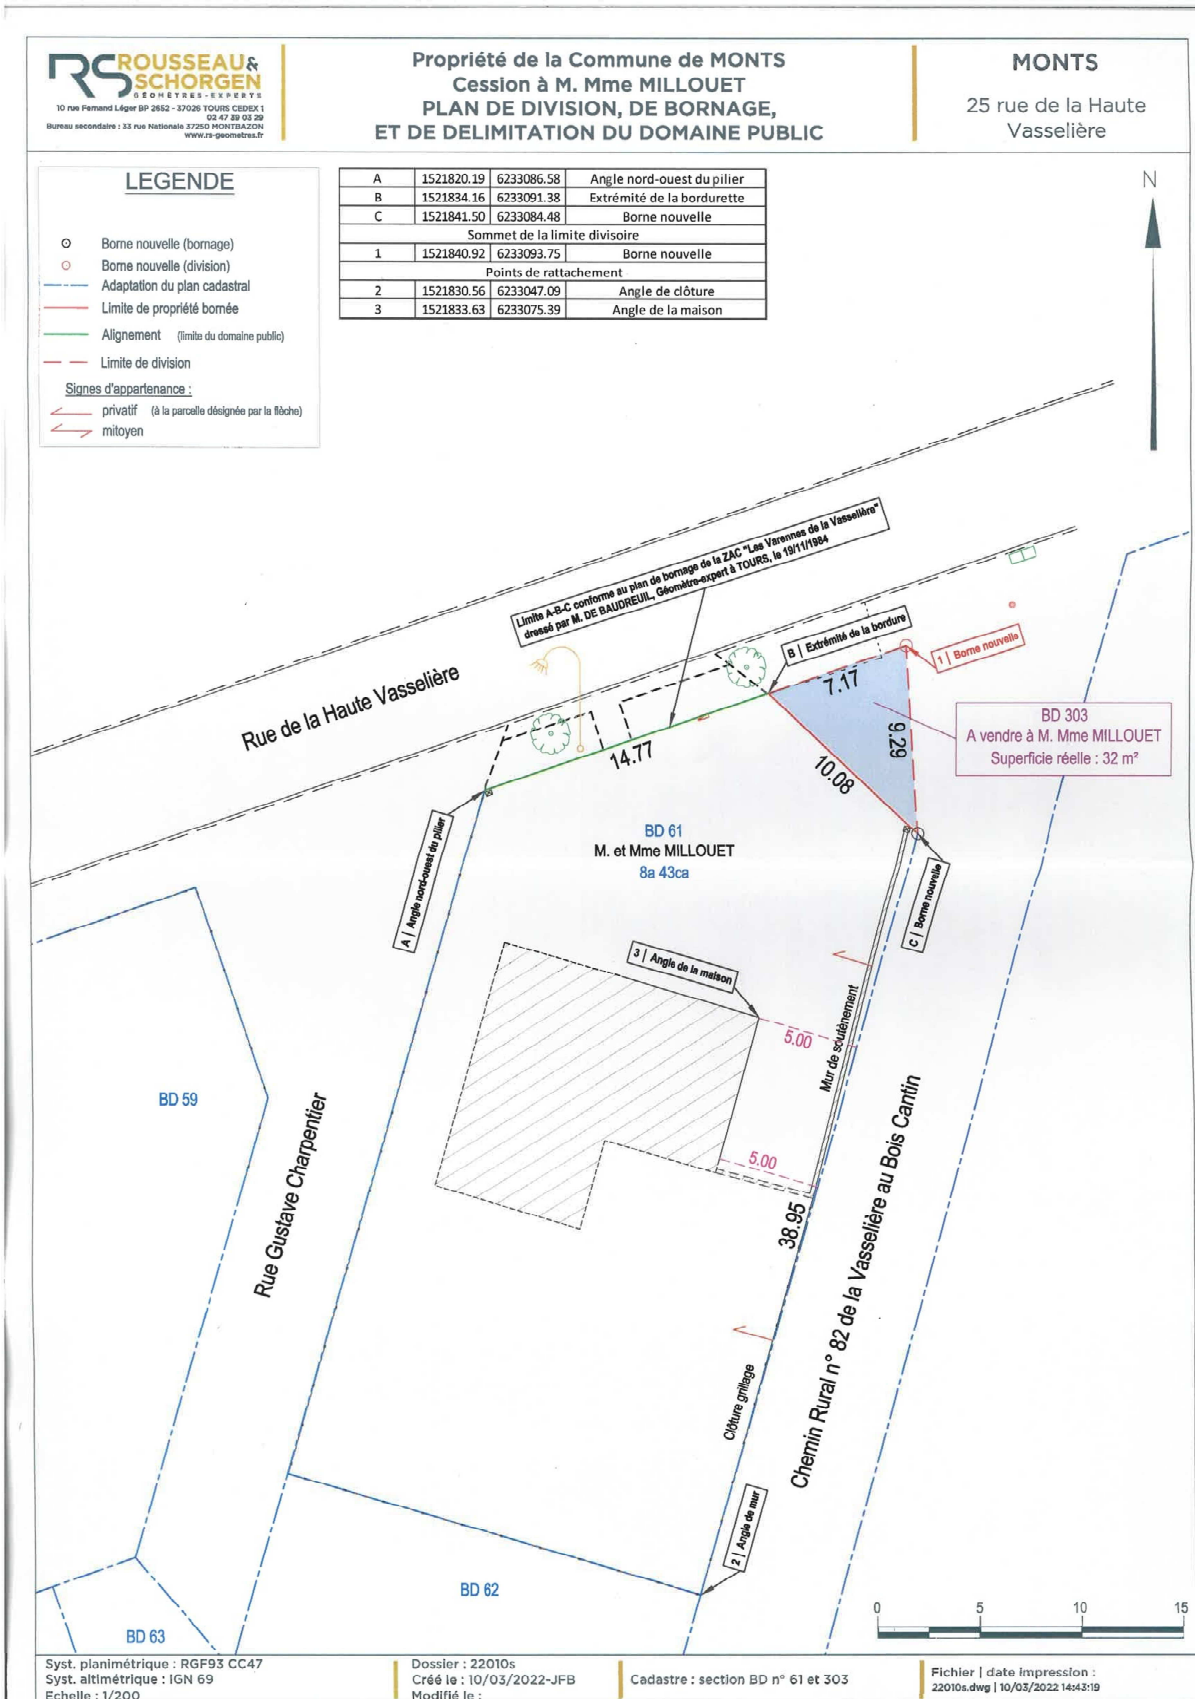 RS ROUSSEAU&
SCHORGEN
GÉOMÈTRES-EXPERTS
10 rue Fernand Léger BP 2652 - 37026 TOURS CEDEX 1
02 47 39 03 29
Bureau secondaire : 33 rue Nationale 37250 MONTBAZON
www.rs-geometres.fr
Propriété de la Commune de MONTS
Cession à M. Mme MILLOUET
PLAN DE DIVISION, DE BORNAGE,
ET DE DELIMITATION DU DOMAINE PUBLIC
MONTS
25 rue de la Haute
Vasselière
LEGENDE
Borne nouvelle (bornage)
Borne nouvelle (division)
Adaptation du plan cadastral
Limite de propriété bornée
Alignement (limite du domaine public)
Limite de division
Signes d'appartenance :
privatif (à la parcelle désignée par la flèche)
mitoyen
A 1521820.19 6233086.58 Angle nord-ouest du pilier
B 1521834.16 6233091.38 Extrémité de la bordurette
C 1521841.50 6233084.48 Borne nouvelle
Sommet de la limite divisoire
1 1521840.92 6233093.75 Borne nouvelle
Points de rattachement
2 1521830.56 6233047.09 Angle de clôture
3 1521833.63 6233075.39 Angle de la maison
N
Limite A-B-C conforme au plan de bornage de la ZAC "Les Varennes de la Vasselière"
dressé par M. DE BAUDREUIL, Géomètre-expert à TOURS, le 19/11/1984
Rue de la Haute Vasselière
B | Extrémité de la bordure
1 | Borne nouvelle
7.17
9.29
10.08
14.77
BD 303
A vendre à M. Mme MILLOUET
Superficie réelle : 32 m²
BD 61
M. et Mme MILLOUET
8a 43ca
A | Angle nord-ouest du pilier
C | Borne nouvelle
3 | Angle de la maison
5.00
Mur de soutènement
BD 59
Rue Gustave Charpentier
5.00
38.95
Chemin Rural n° 82 de la Vasselière au Bois Cantin
Clôture grillage
2 | Angle de mur
BD 62
BD 63
0 5 10 15
Syst. planimétrique : RGF93 CC47
Syst. altimétrique : IGN 69
Echelle : 1/200
Dossier : 22010s
Créé le : 10/03/2022-JFB
Modifié le :
Cadastre : section BD n° 61 et 303
Fichier | date impression :
22010s.dwg | 10/03/2022 14:43:19